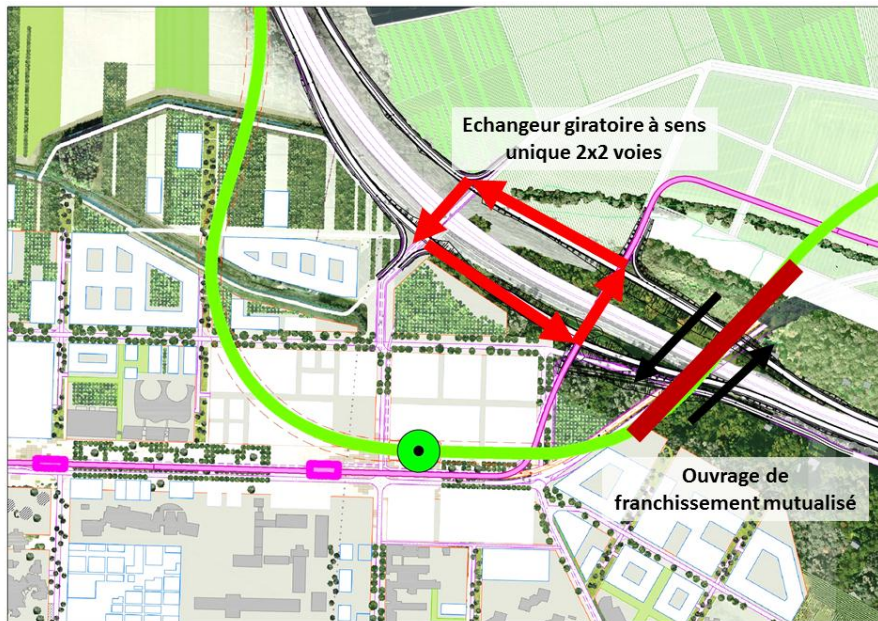 Echangeur giratoire à sens
unique 2x2 voies
Ouvrage de
franchissement mutualisé